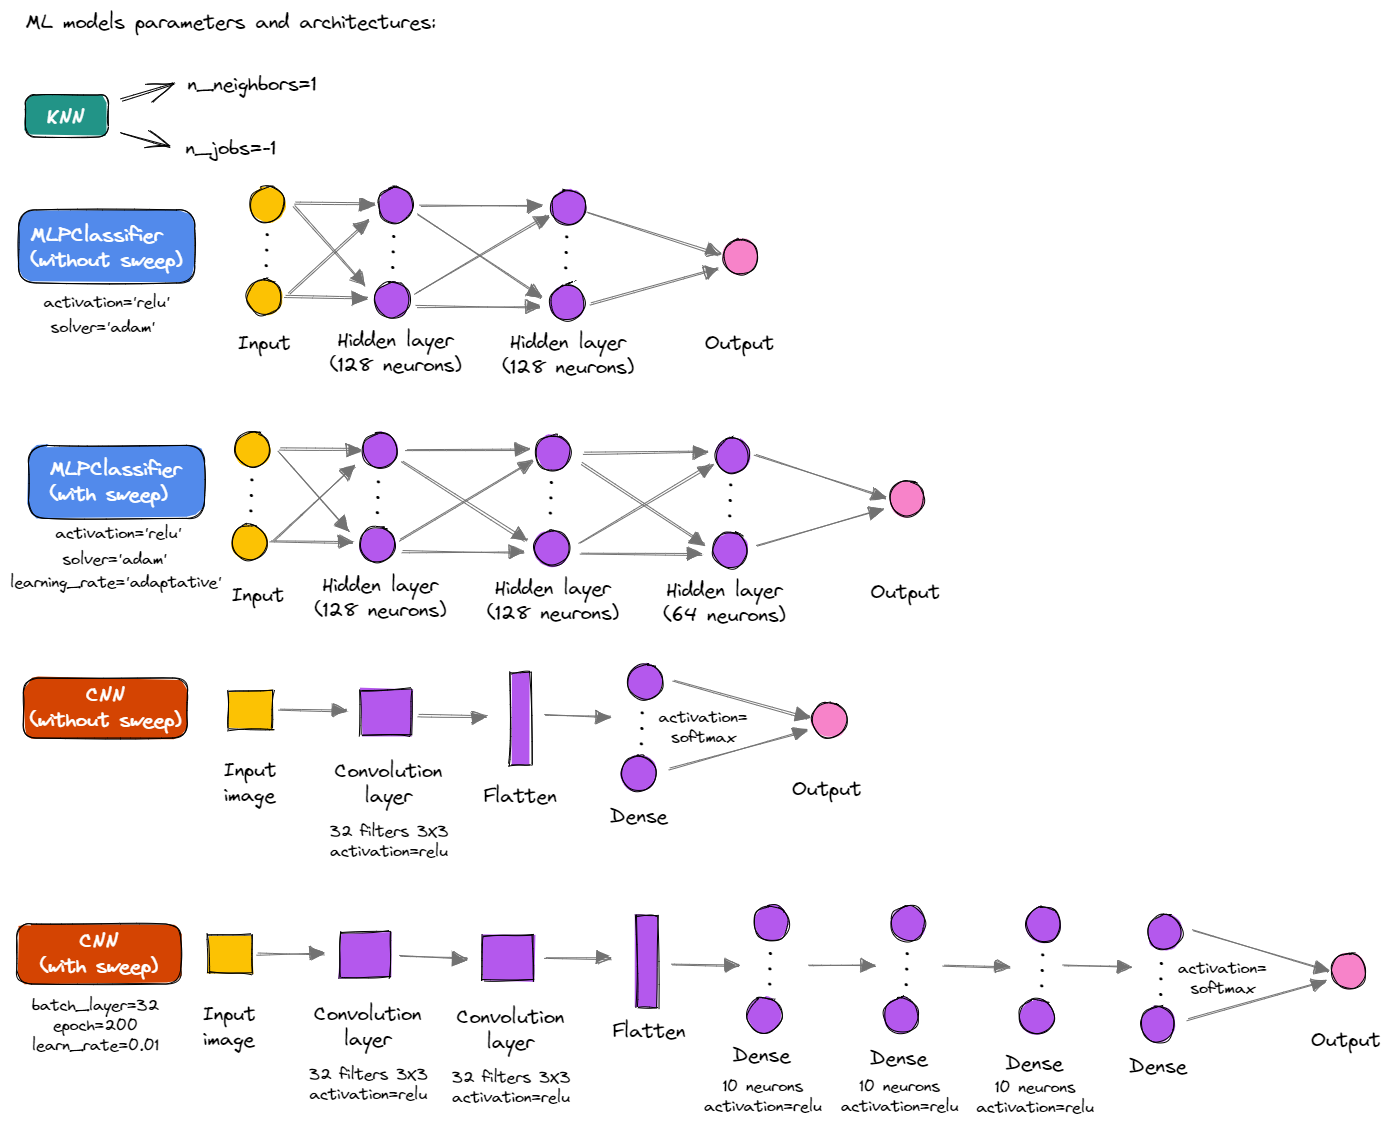 ML models parameters and architectures:
n_neighbors=1
KNN
n_jobs=-1
MLPClassifier
(without sweep)
activation='relu'
solver='adam'
Input
Hidden layer
(128 neurons)
Hidden layer
(128 neurons)
Output
MLPClassifier
(with sweep)
activation='relu'
solver='adam'
learning_rate='adaptative'
Input
Hidden layer
(128 neurons)
Hidden layer
(128 neurons)
Hidden layer
(64 neurons)
Output
CNN
(without sweep)
Input
image
Convolution
layer
32 filters 3x3
activation=relu
Flatten
Dense
activation=
softmax
Output
CNN
(with sweep)
batch_layer=32
epoch=200
learn_rate=0.01
Input
image
Convolution
layer
32 filters 3x3
activation=relu
Convolution
layer
32 filters 3x3
activation=relu
Flatten
Dense
10 neurons
activation=relu
Dense
10 neurons
activation=relu
Dense
10 neurons
activation=relu
Dense
activation=
softmax
Output